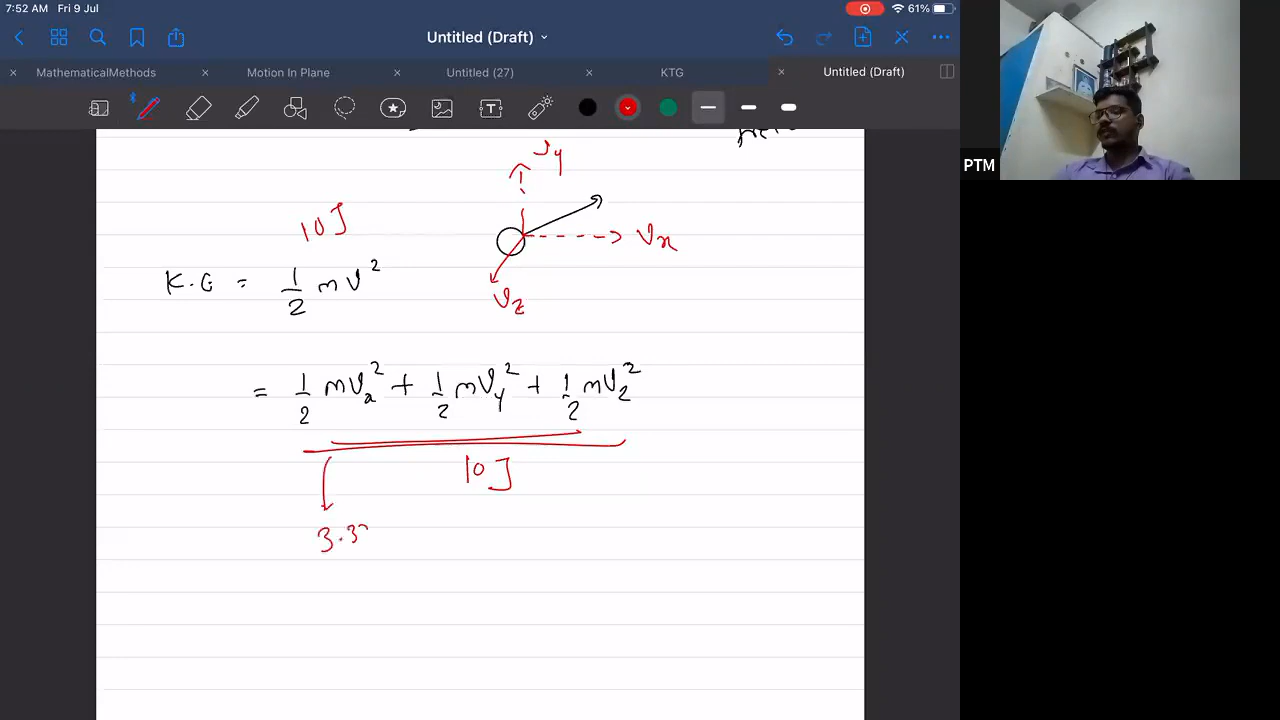 7:52 AM Fri 9 Jul 61%
Untitled (Draft)
MathematicalMethods Motion In Plane Untitled (27) KTG Untitled (Draft)
PTM
vy
10 J
vx
K.E = 1/2 mv²
vz
= 1/2 mvx² + 1/2 mvy² + 1/2 mvz²
10 J
3.3